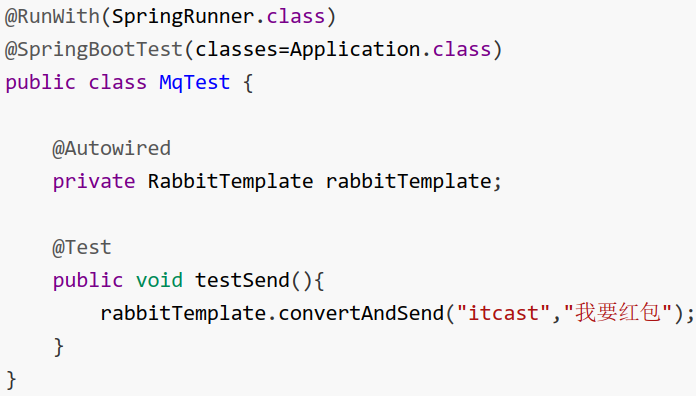 @RunWith(SpringRunner.class)
@SpringBootTest(classes=Application.class)
public class MqTest {
@Autowired
private RabbitTemplate rabbitTemplate;
@Test
public void testSend(){
rabbitTemplate.convertAndSend("itcast","我要红包");
}
}